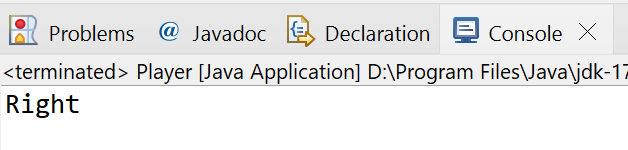 Problems @ Javadoc Declaration Console
<terminated> Player [Java Application] D:\Program Files\Java\jdk-17
Right